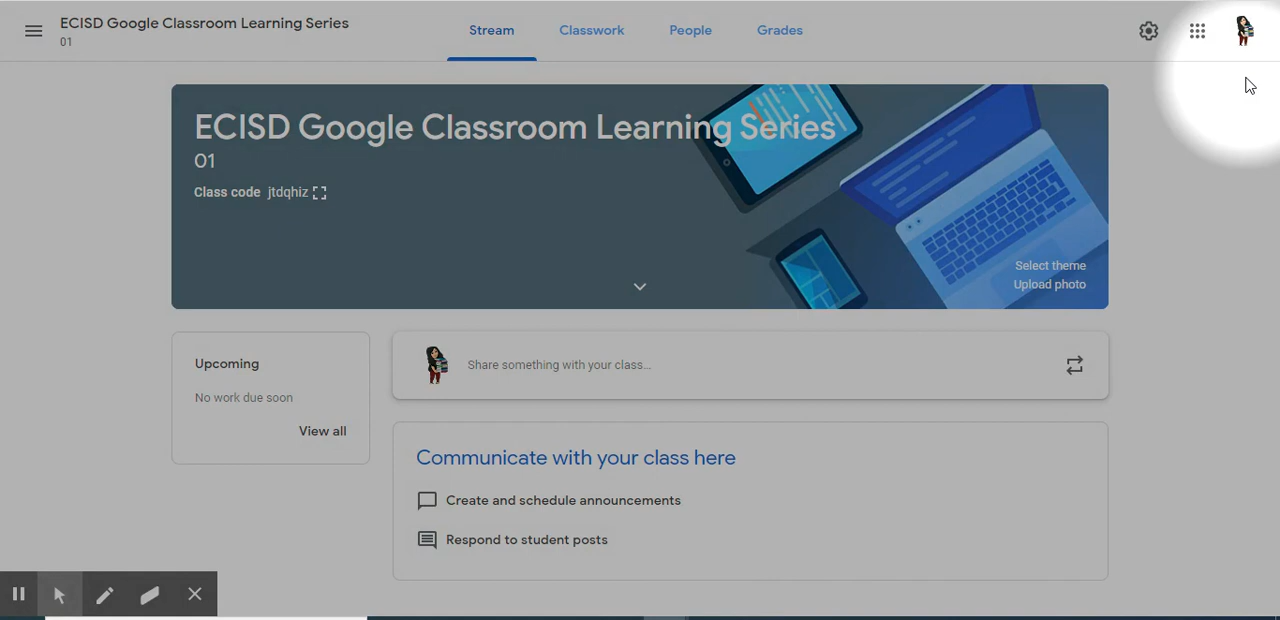 ECISD Google Classroom Learning Series
01
Stream
Classwork
People
Grades
ECISD Google Classroom Learning Series
01
Class code jtdqhiz
Select theme
Upload photo
Upcoming
No work due soon
View all
Share something with your class...
Communicate with your class here
Create and schedule announcements
Respond to student posts